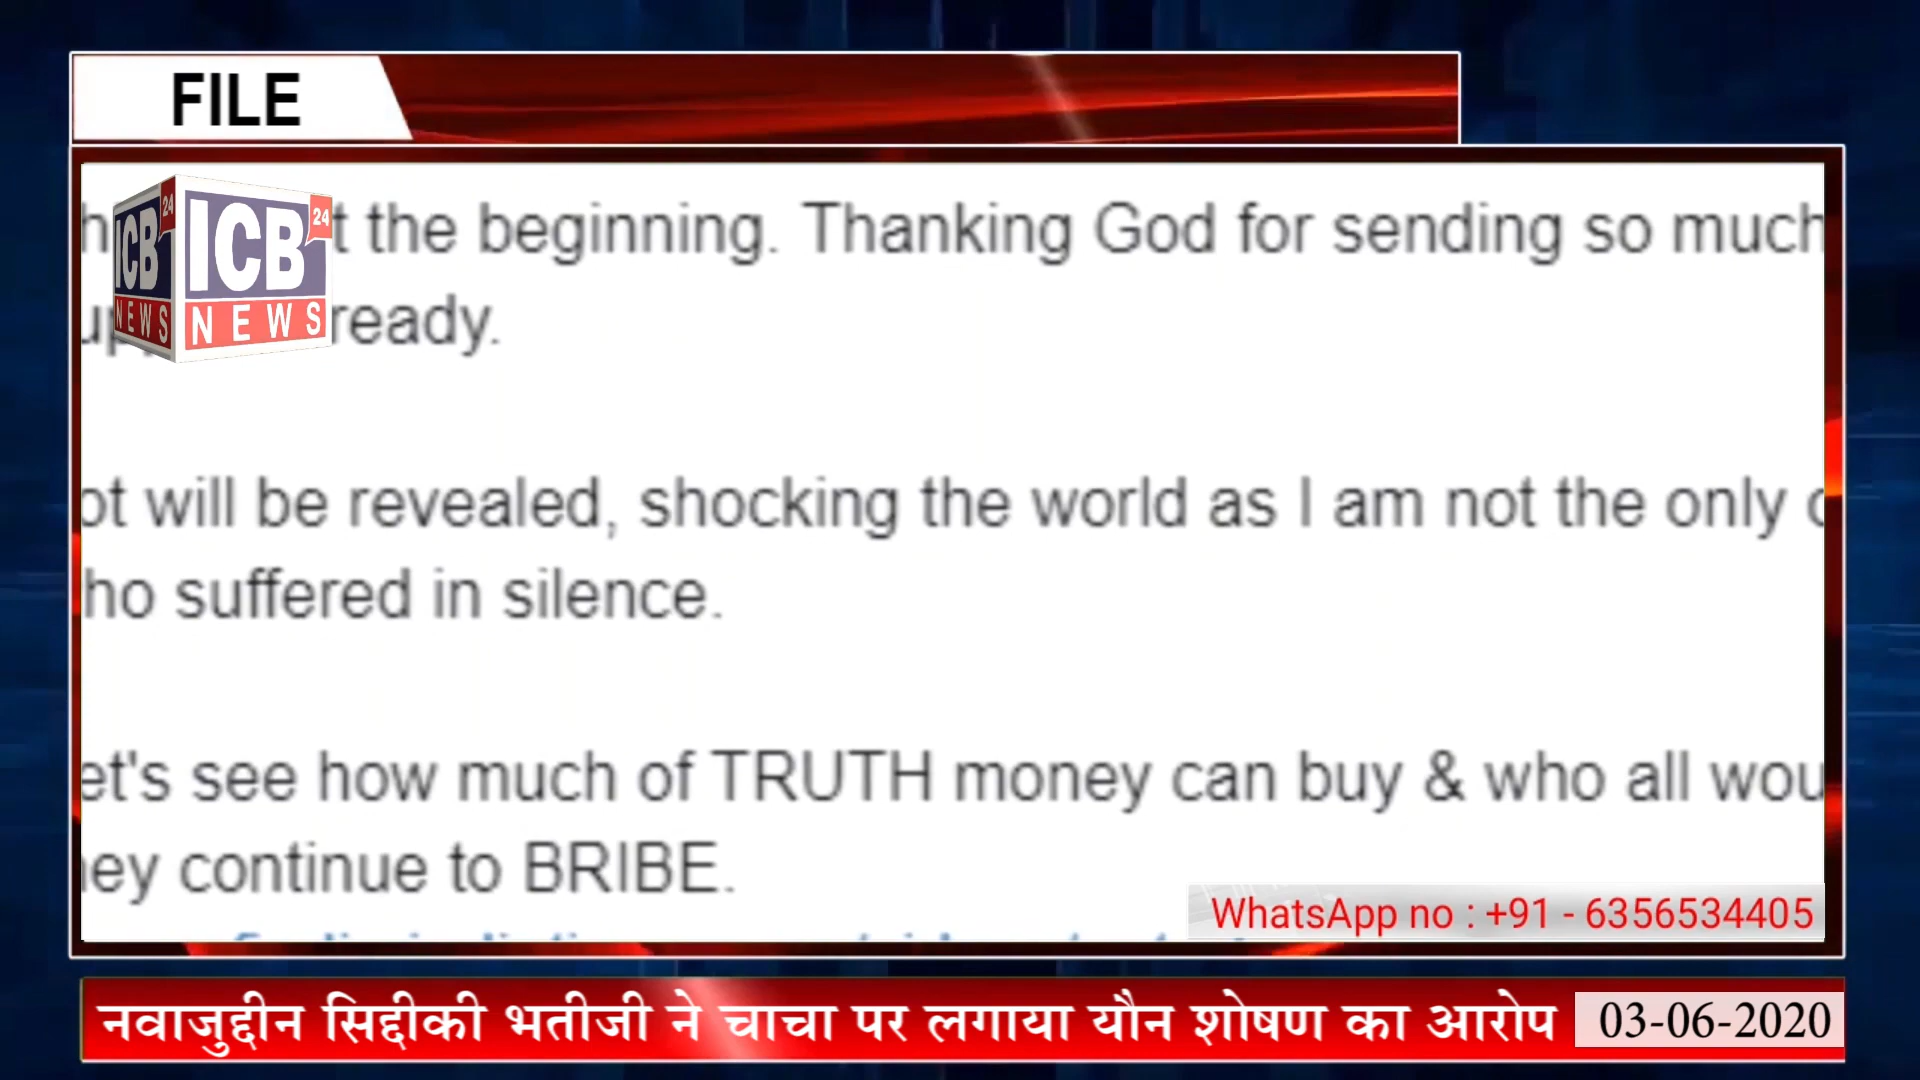 FILE
the beginning. Thanking God for sending so much
ICB 24 NEWS
ICB 24 NEWS
ready.
ot will be revealed, shocking the world as I am not the only
ho suffered in silence.
et's see how much of TRUTH money can buy & who all wou
ey continue to BRIBE.
WhatsApp no : +91 - 6356534405
नवाजुद्दीन सिद्दीकी भतीजी ने चाचा पर लगाया यौन शोषण का आरोप
03-06-2020